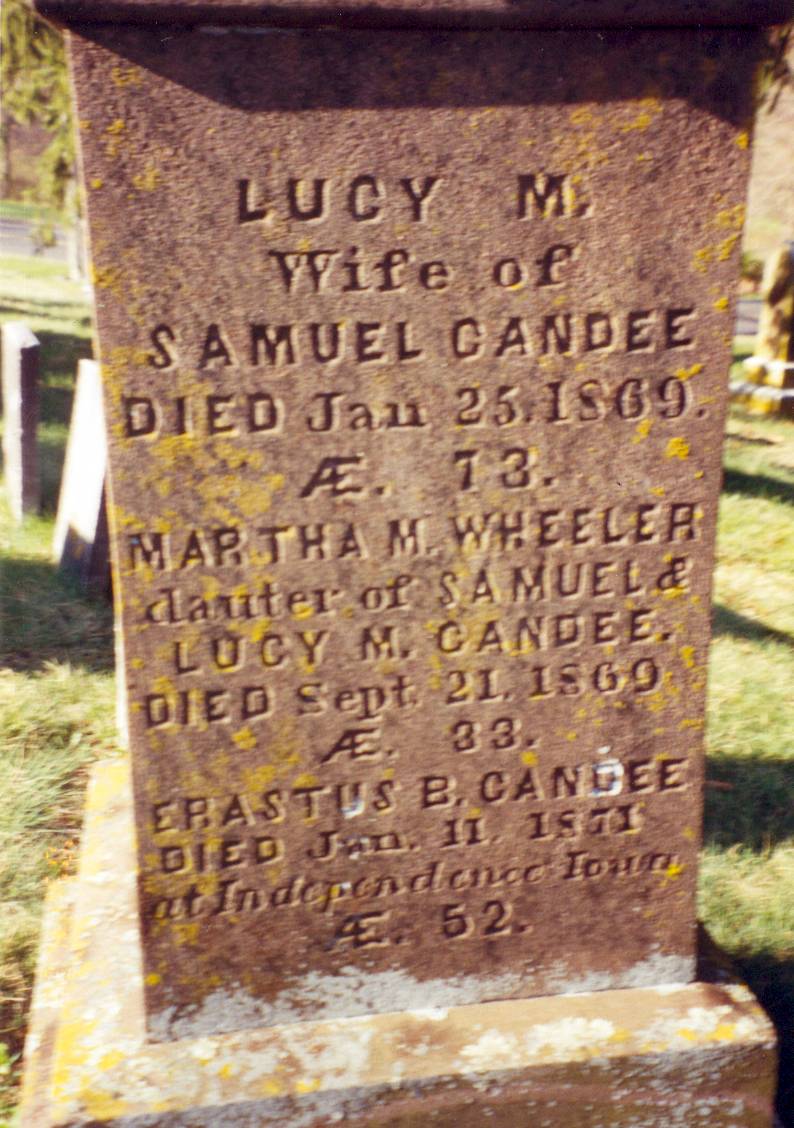 LUCY M.
Wife of
SAMUEL CANDEE
DIED Jan 25. 1869.
Æ. 73.
MARTHA M. WHEELER
dauter of SAMUEL &
LUCY M. CANDEE.
DIED Sept. 21. 1869
Æ. 33.
ERASTUS B. CANDEE
DIED Jan. 11. 1871
at Independence Iowa
Æ. 52.